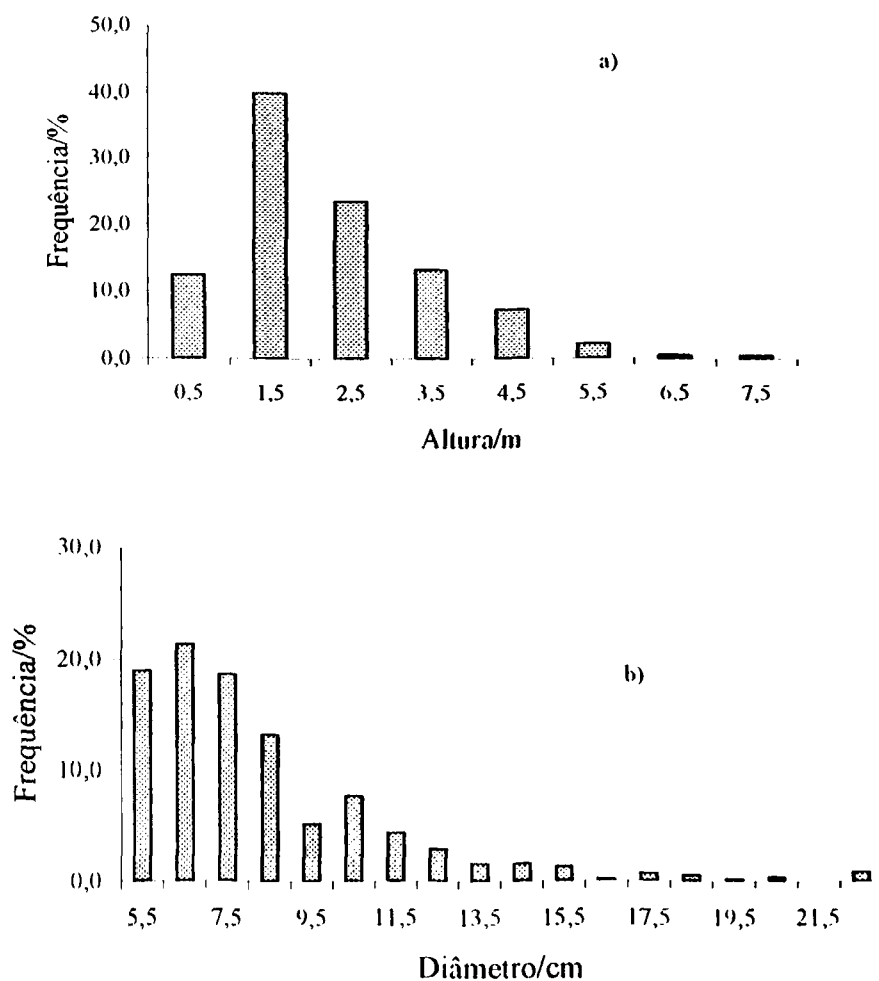 50,0
a)
40,0
30,0
20,0
10,0
0,0
Frequência/%
0,5 1,5 2,5 3,5 4,5 5,5 6,5 7,5
Altura/m
30,0
20,0
b)
10,0
0,0
Frequência/%
5,5 7,5 9,5 11,5 13,5 15,5 17,5 19,5 21,5
Diâmetro/cm